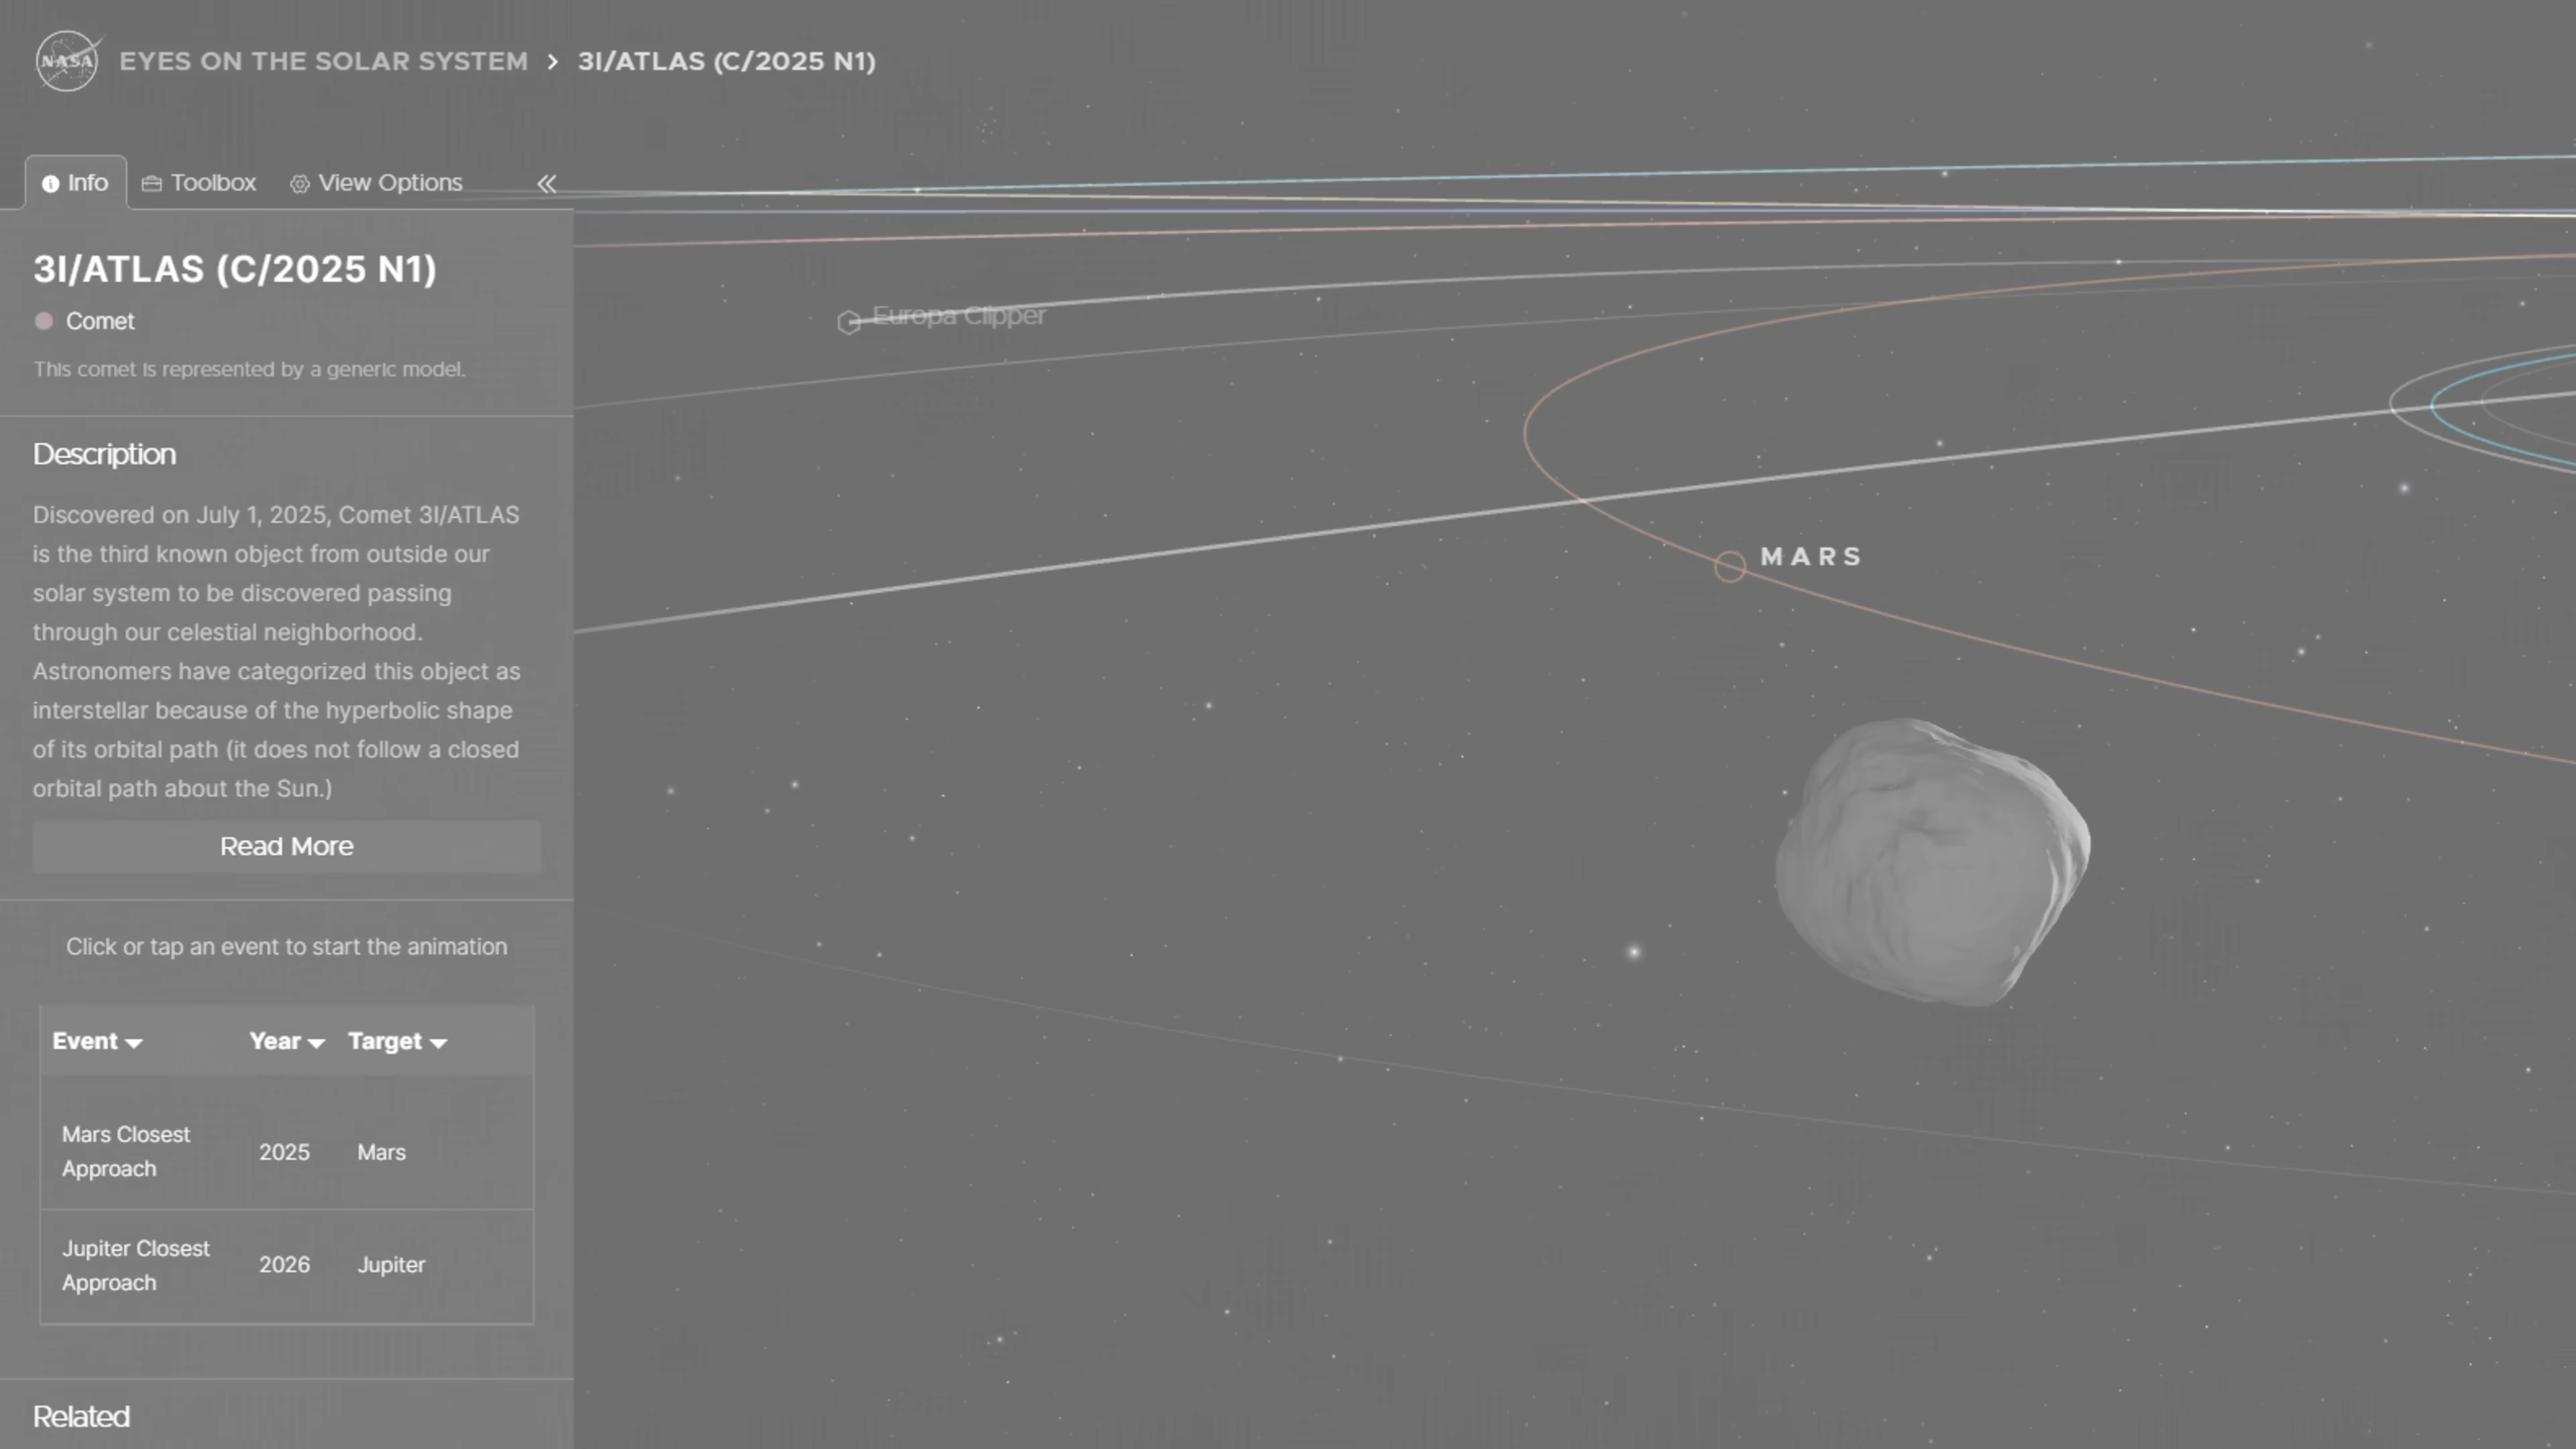 NASA
EYES ON THE SOLAR SYSTEM › 3I/ATLAS (C/2025 N1)
Info
Toolbox
View Options
3I/ATLAS (C/2025 N1)
Comet
This comet is represented by a generic model.
Description
Discovered on July 1, 2025, Comet 3I/ATLAS
is the third known object from outside our
solar system to be discovered passing
through our celestial neighborhood.
Astronomers have categorized this object as
interstellar because of the hyperbolic shape
of its orbital path (it does not follow a closed
orbital path about the Sun.)
Read More
Click or tap an event to start the animation
Event Year Target
Mars Closest
Approach
2025
Mars
Jupiter Closest
Approach
2026
Jupiter
Related
Europa Clipper
MARS